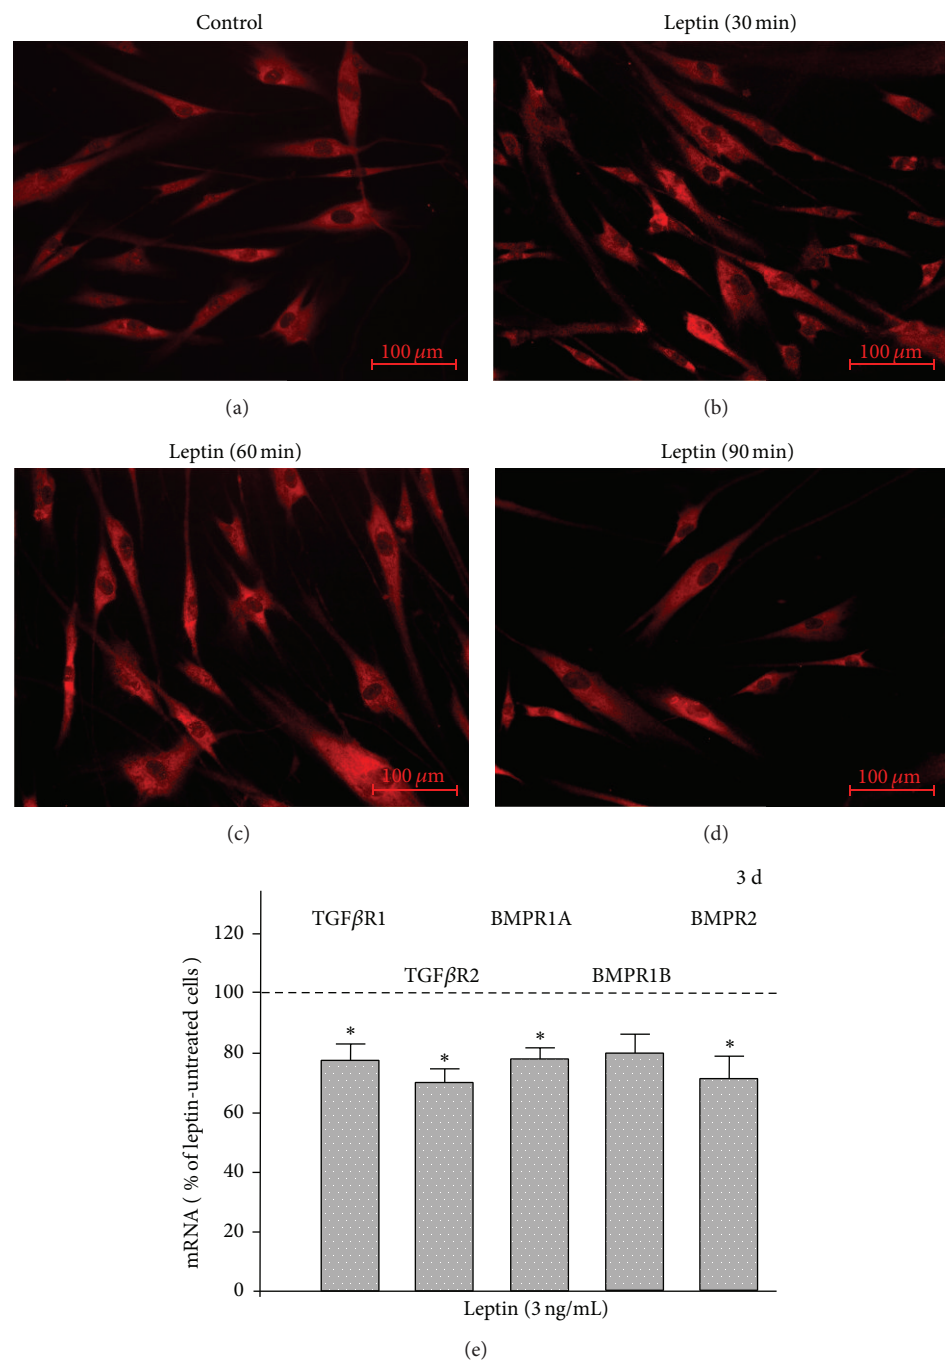 Control
Leptin (30 min)
100 μm
100 μm
(a)
(b)
Leptin (60 min)
Leptin (90 min)
100 μm
100 μm
(c)
(d)
3 d
TGFβR1
BMPR1A
BMPR2
120
TGFβR2
BMPR1B
100
*
*
*
*
80
60
40
20
0
mRNA ( % of leptin-untreated cells )
Leptin (3 ng/mL)
(e)